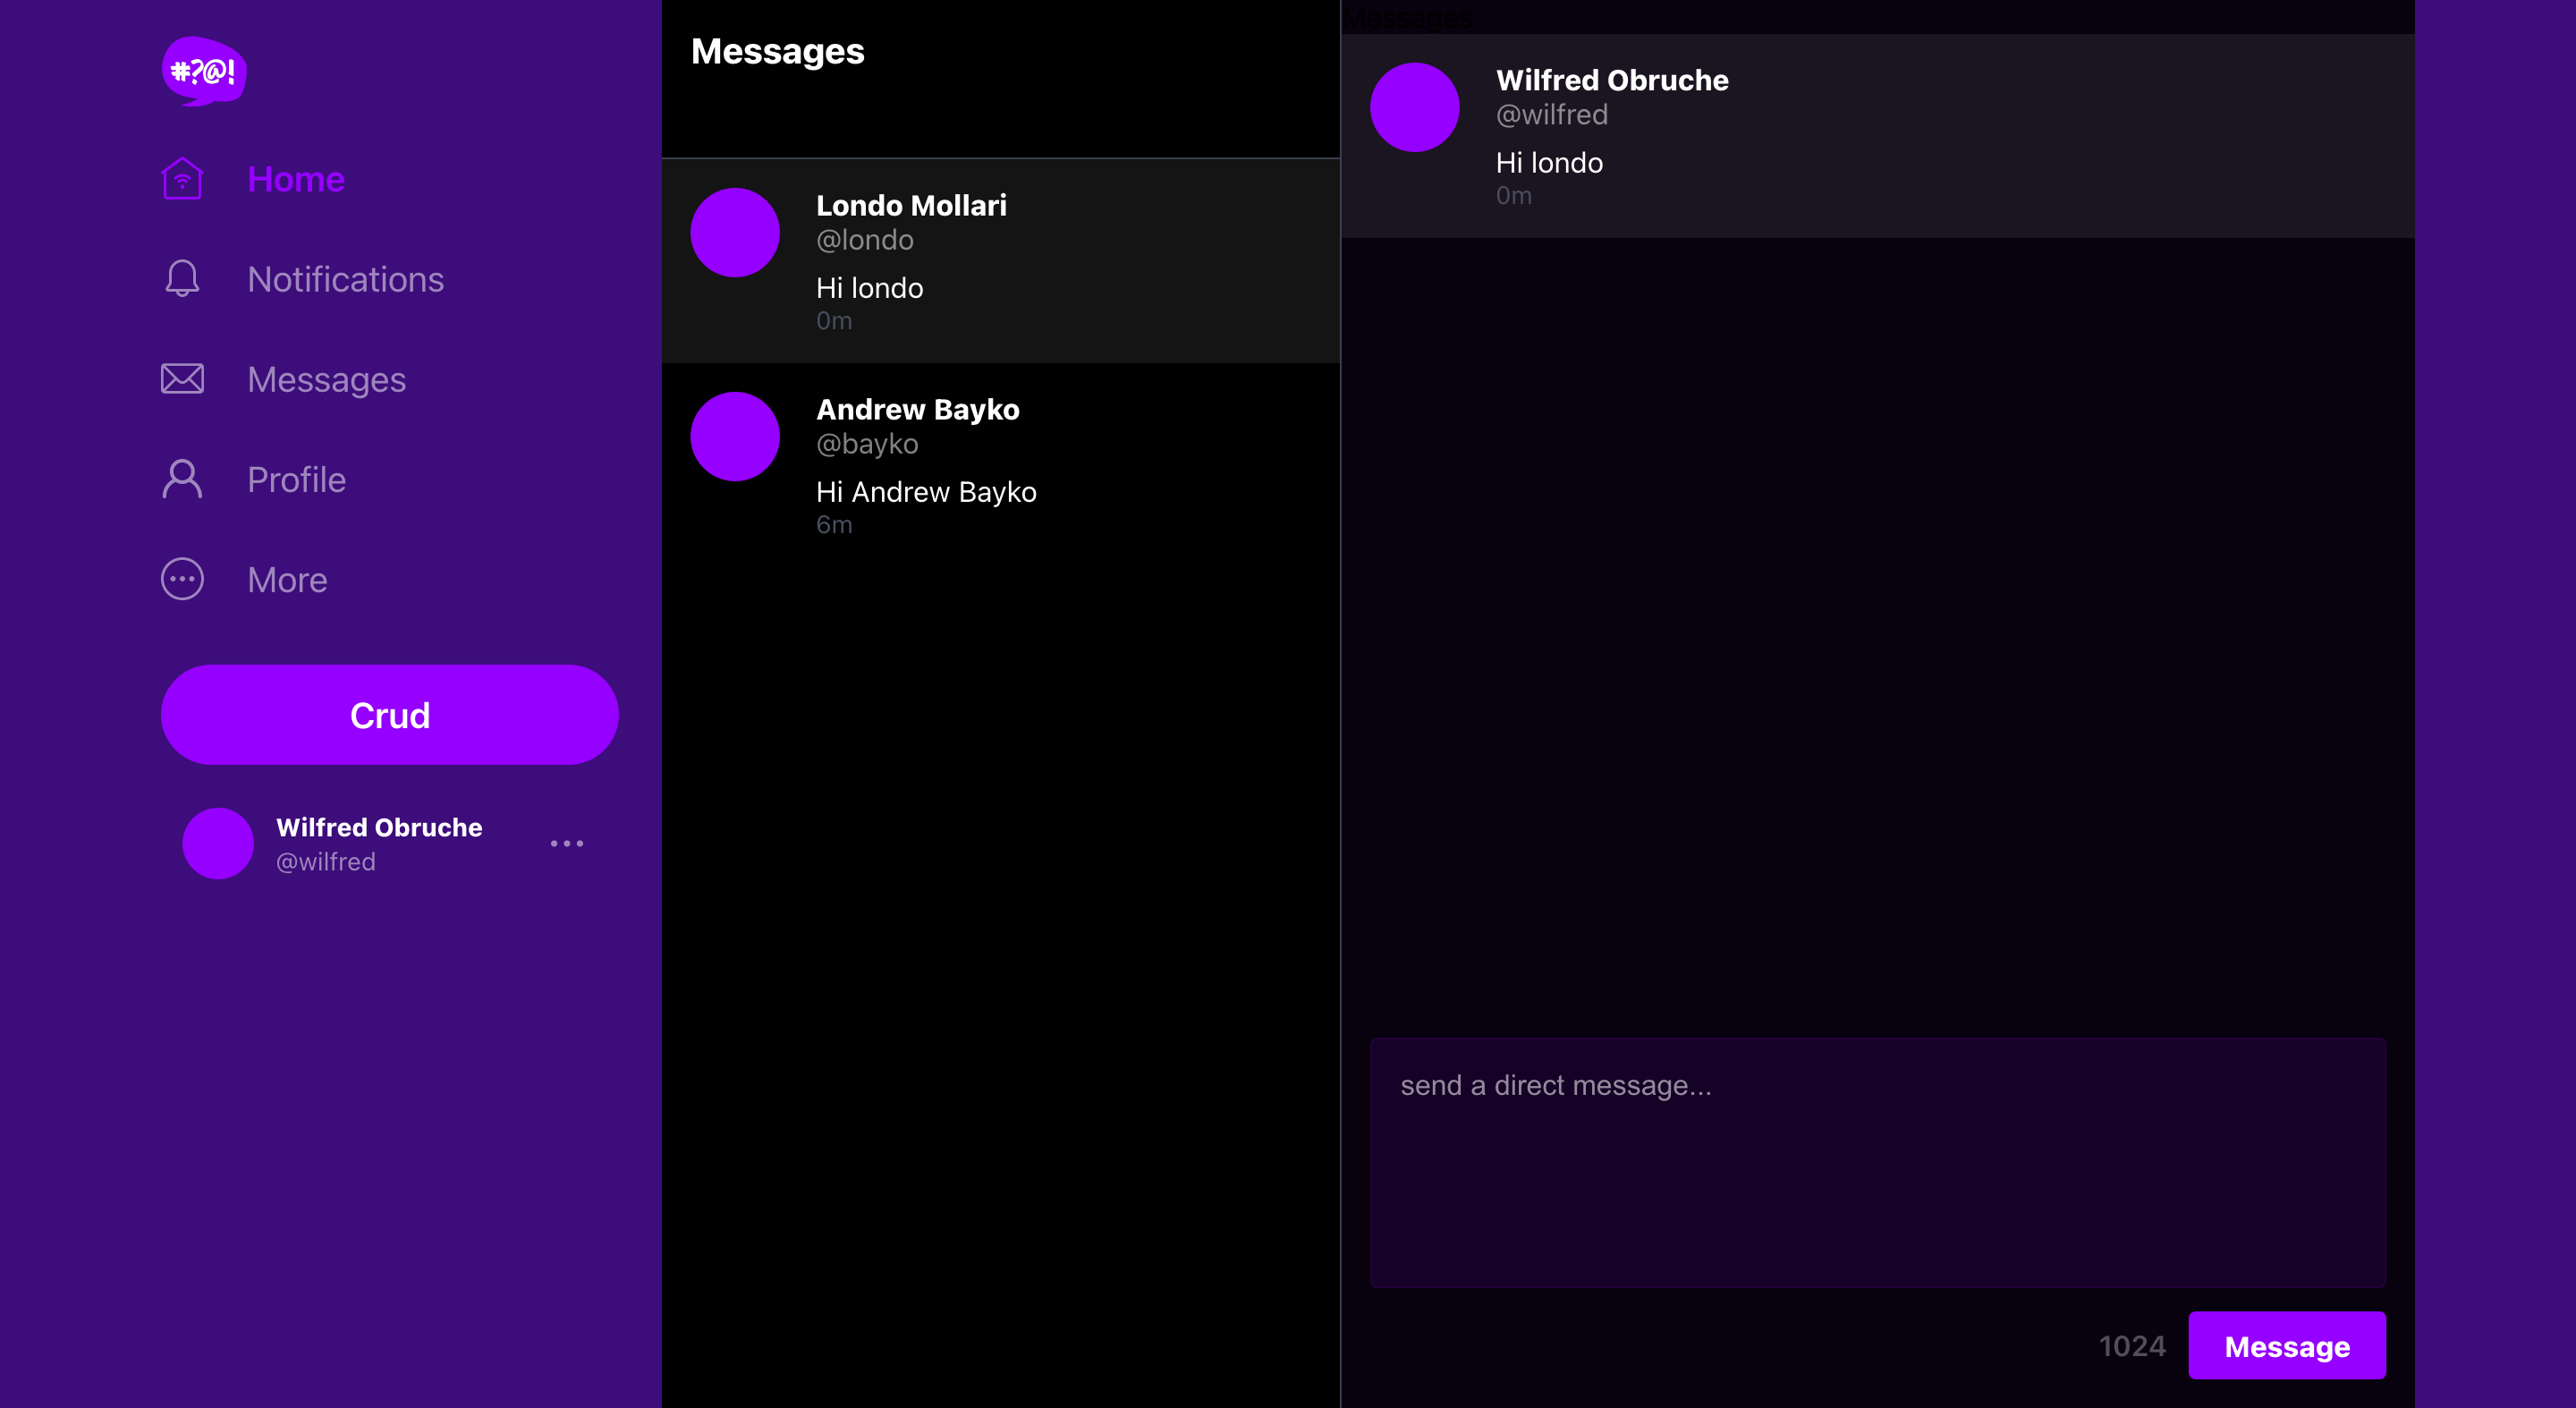 #?@!
Home
Notifications
Messages
Profile
More
Crud
Wilfred Obruche
@wilfred
Messages
Londo Mollari
@londo
Hi londo
0m
Andrew Bayko
@bayko
Hi Andrew Bayko
6m
Messages
Wilfred Obruche
@wilfred
Hi londo
0m
send a direct message...
1024
Message